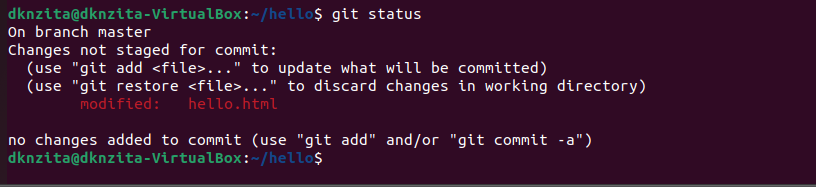 dknzita@dknzita-VirtualBox:~/hello$ git status
On branch master
Changes not staged for commit:
  (use "git add <file>..." to update what will be committed)
  (use "git restore <file>..." to discard changes in working directory)
        modified:   hello.html

no changes added to commit (use "git add" and/or "git commit -a")
dknzita@dknzita-VirtualBox:~/hello$